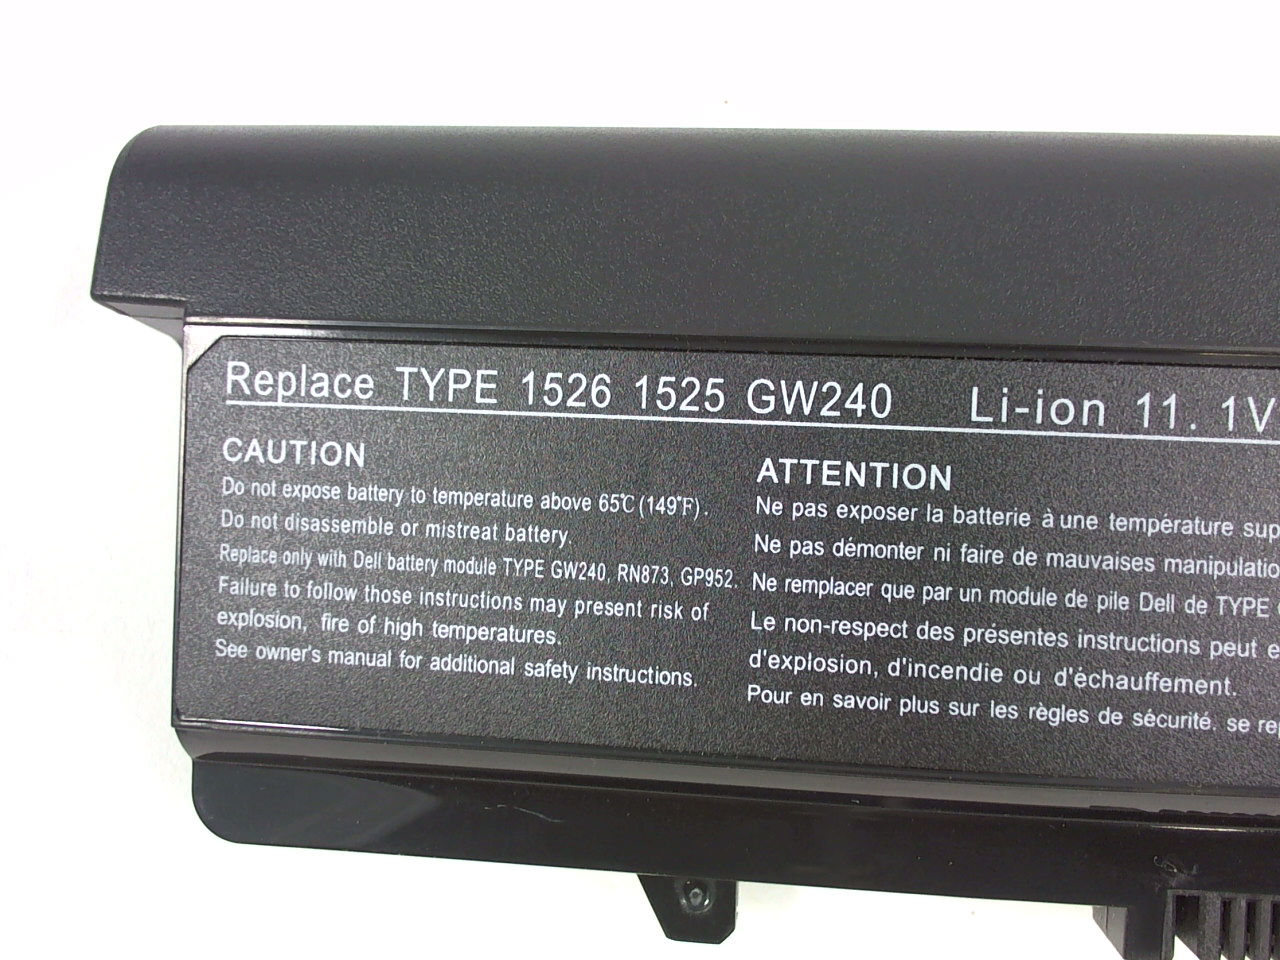 Replace TYPE 1526 1525 GW240 Li-ion 11.1V
CAUTION
Do not expose battery to temperature above 65℃(149°F).
Do not disassemble or mistreat battery.
Replace only with Dell battery module TYPE GW240, RN873, GP952.
Failure to follow those instructions may present risk of
explosion, fire of high temperatures.
See owner's manual for additional safety instructions.
ATTENTION
Ne pas exposer la batterie à une température
Ne pas démonter ni faire de mauvaises
Ne remplacer que par un module de pile Dell de TYPE
Le non-respect des présentes instructions peut
d'explosion, d'incendie ou d'échauffement.
Pour en savoir plus sur les règles de sécurité. se